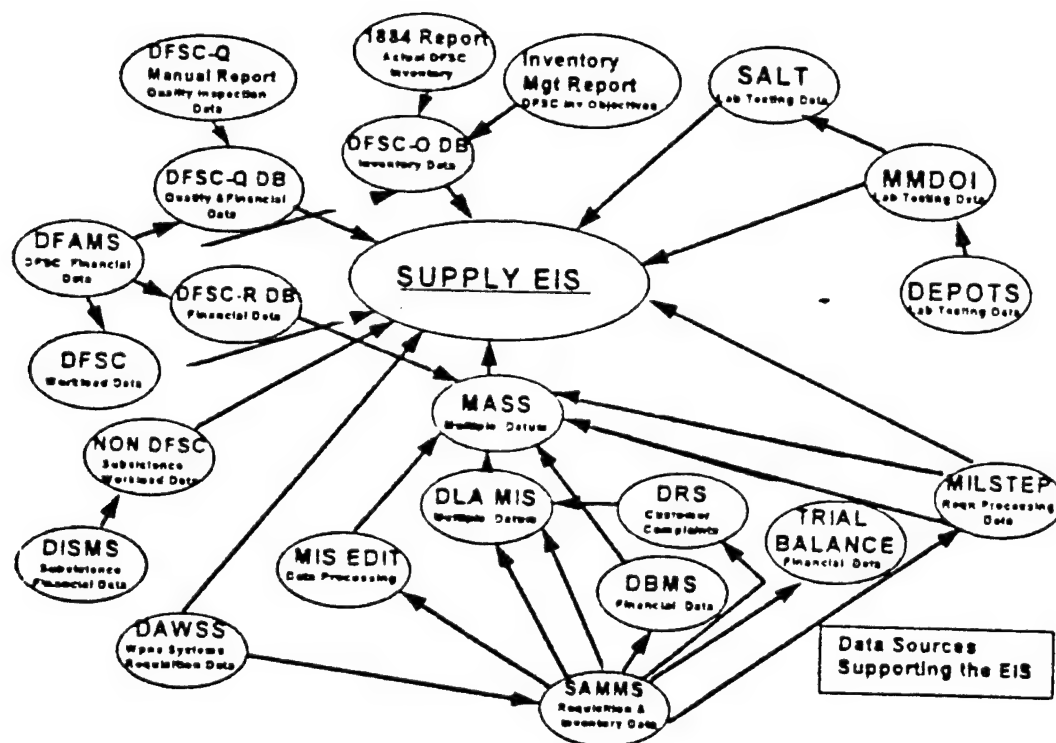 DFSC-Q
Manual Report
Quality Inspection
Data
1884 Report
Actual DFSC
Inventory
Inventory
Mgt Report
DFSC Inv Objectives
SALT
Lab Testing Data
DFSC-O DB
Inventory Data
DFSC-Q DB
Quality & Financial
Data
MMDOI
Lab Testing Data
DFAMS
DFSC Financial
Data
SUPPLY EIS
DFSC-R DB
Financial Data
DEPOTS
Lab Testing Data
DFSC
Workload Data
MASS
Multiple Datum
NON DFSC
Subsistence
Workload Data
DLA MIS
Multiple Datum
DRS
Customer
Complaints
MILSTEP
Reqn Processing
Data
TRIAL
BALANCE
Financial Data
DISMS
Subsistence
Financial Data
MIS EDIT
Data Processing
DBMS
Financial Data
DAWSS
Wpns Systems
Requisition Data
SAMMS
Requisition &
Inventory Data
Data Sources
Supporting the EIS